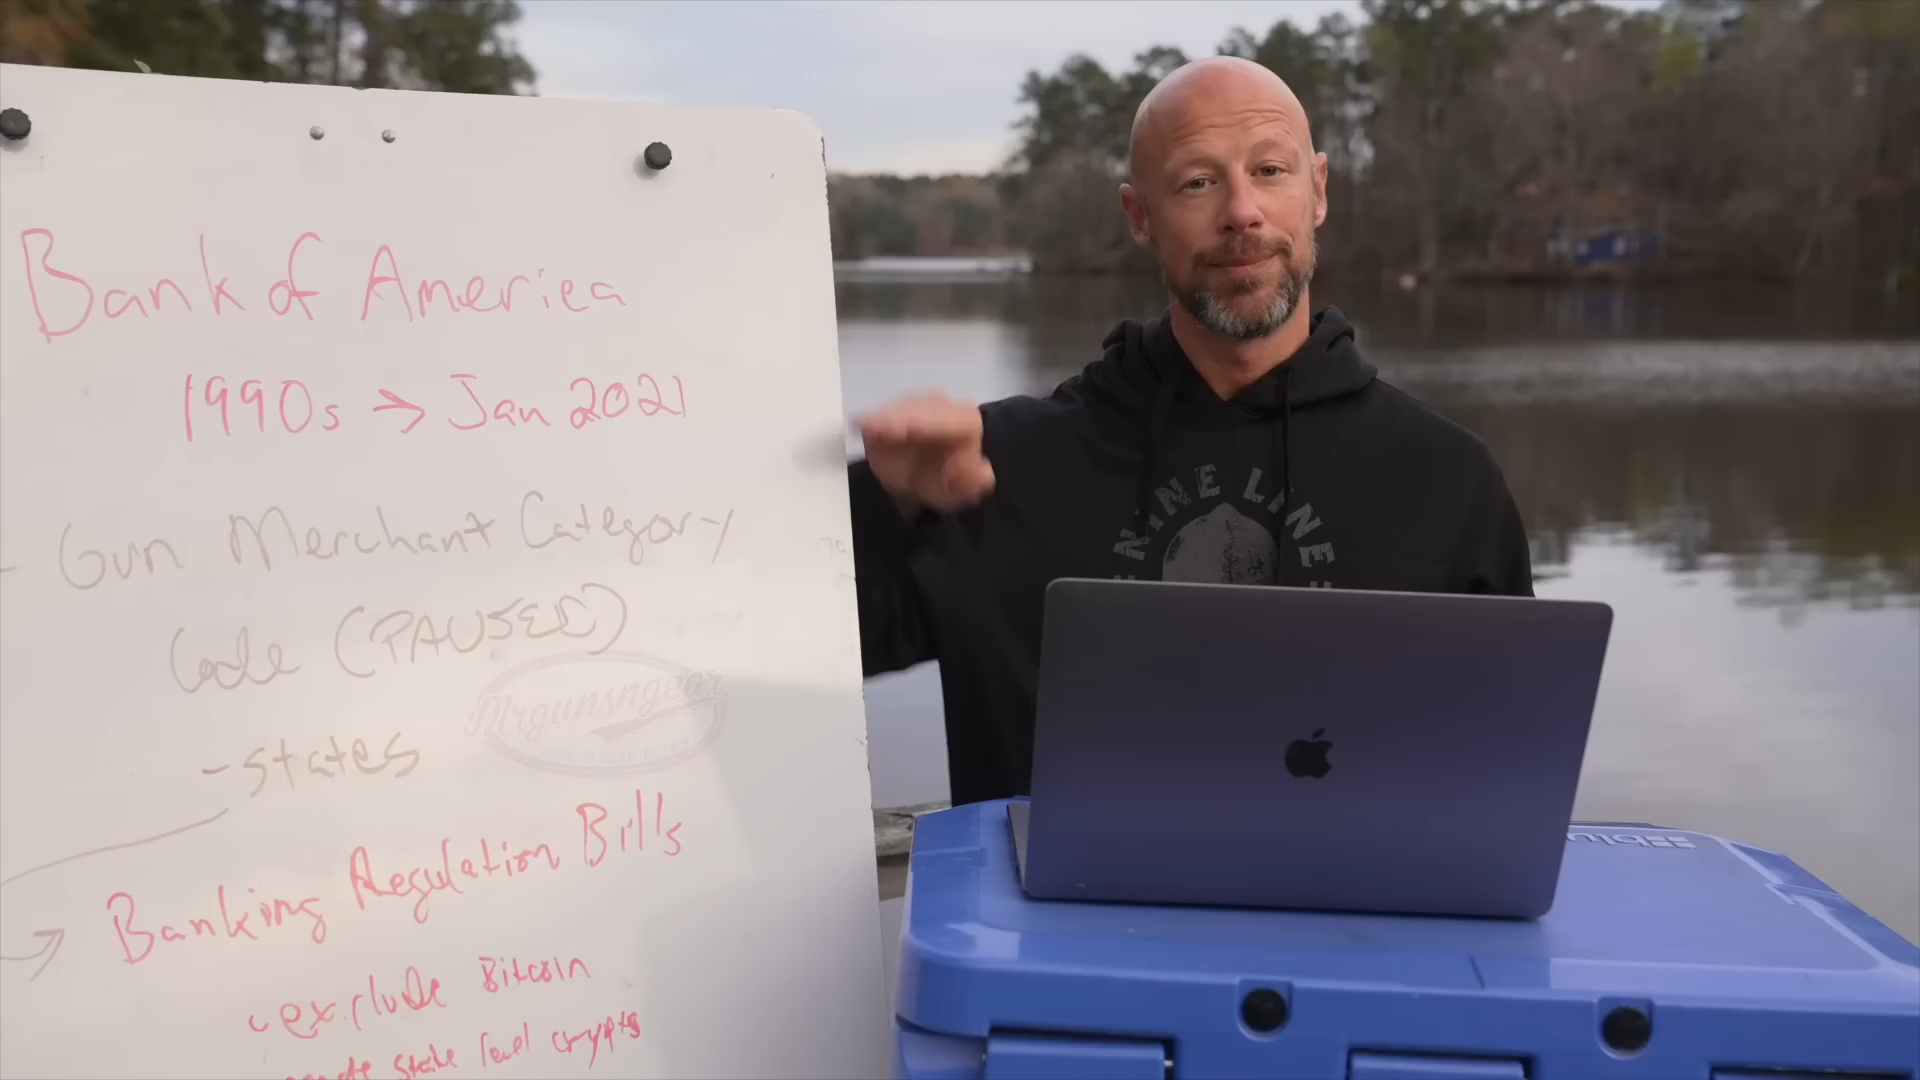 Bank of America
1990s → Jan 2021
- Gun Merchant Category
Code (PAUSED)
- States
Banking Regulation Bills
- exclude Bitcoin
state level crypto
Mrgunsngear
NINE LINE